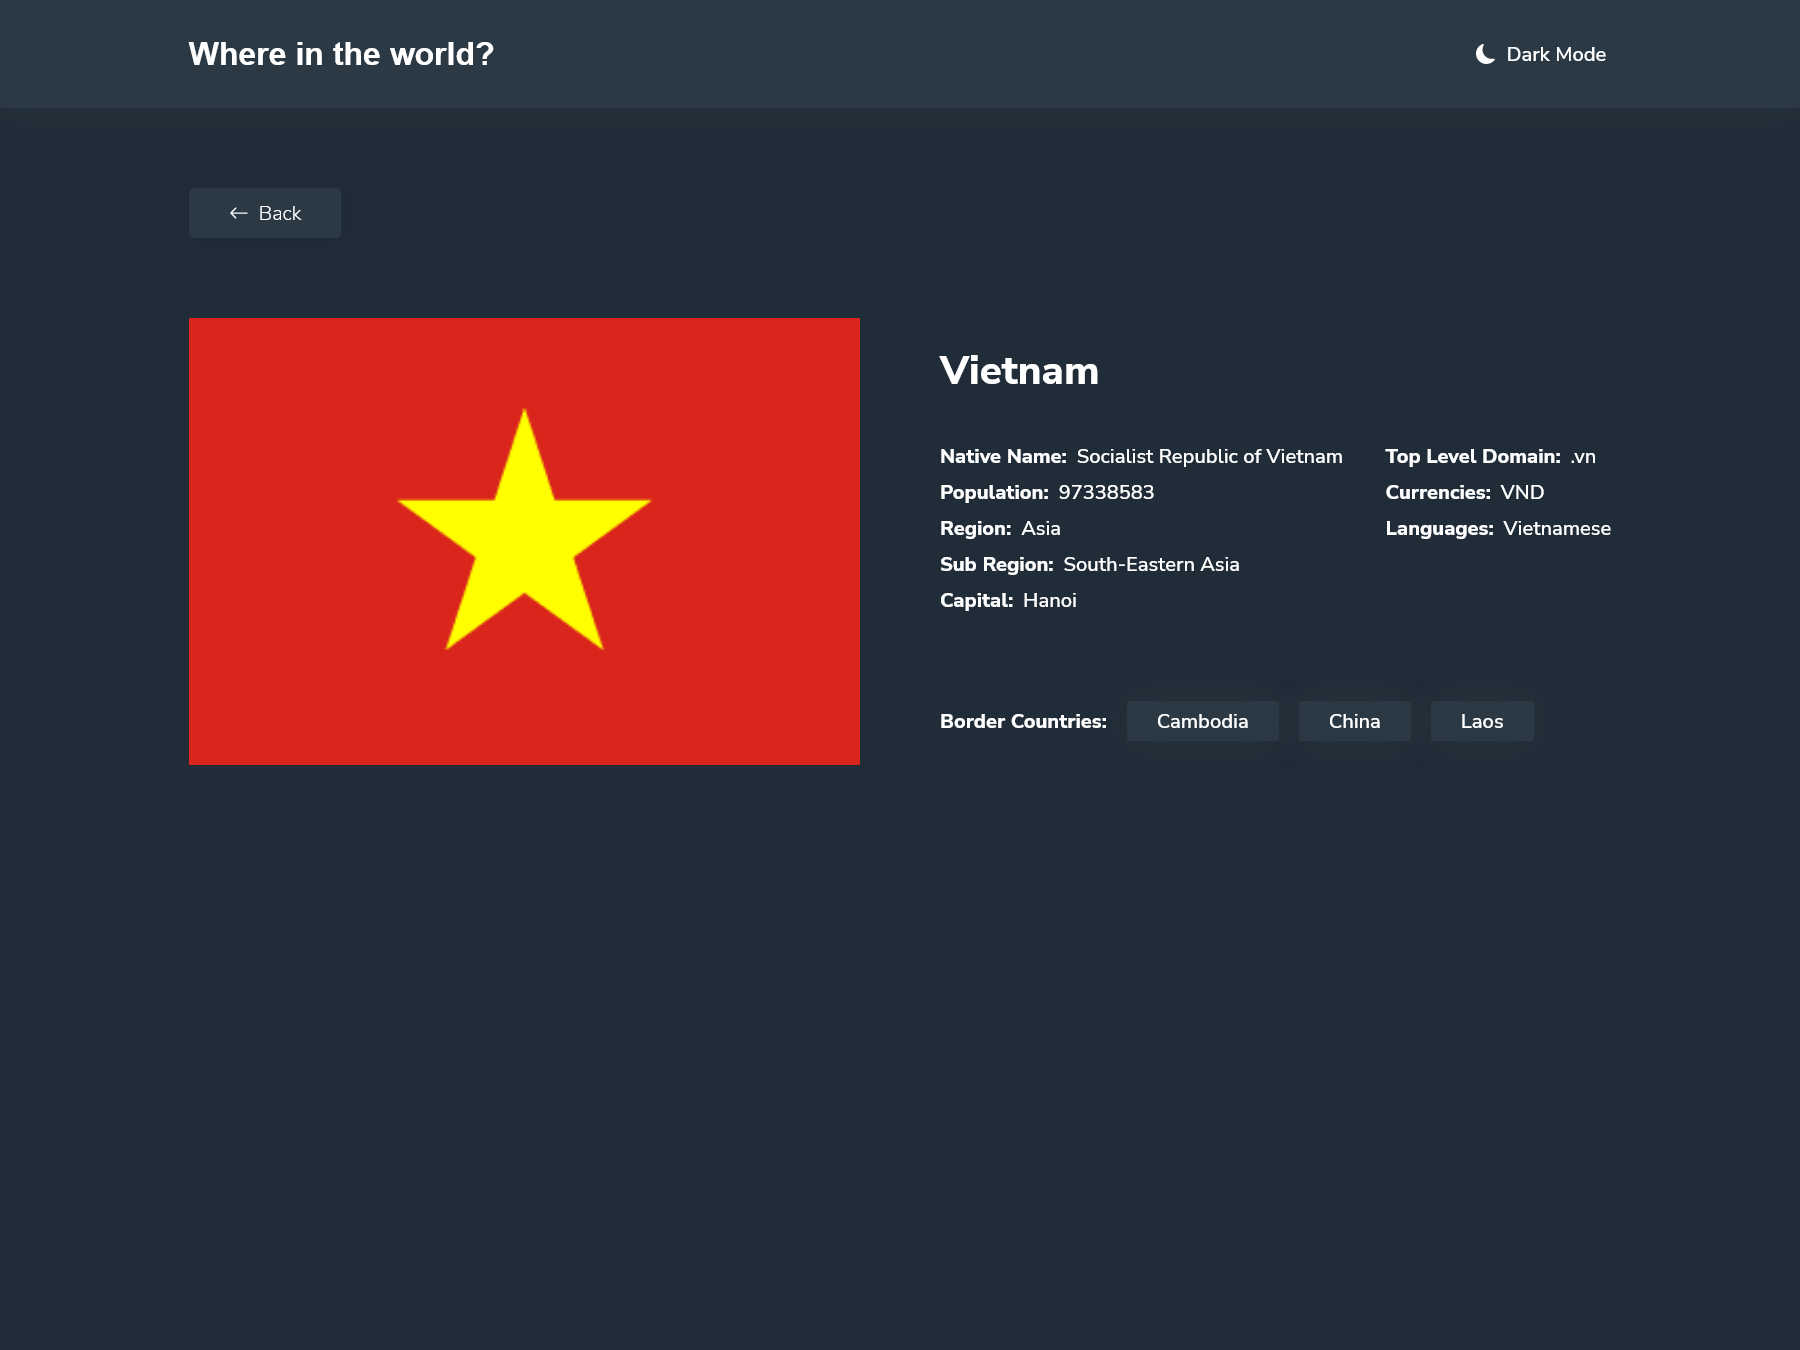 Where in the world?
Dark Mode
Back
Vietnam
Native Name: Socialist Republic of Vietnam
Population: 97338583
Region: Asia
Sub Region: South-Eastern Asia
Capital: Hanoi
Top Level Domain: .vn
Currencies: VND
Languages: Vietnamese
Border Countries: Cambodia China Laos